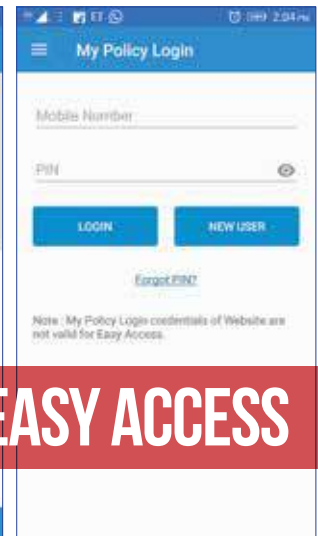 2:04 PM
My Policy Login
Mobile Number
PIN
LOGIN
NEW USER
Forgot PIN?
Note : My Policy Login credentials of Website are
not valid for Easy Access.
EASY ACCESS